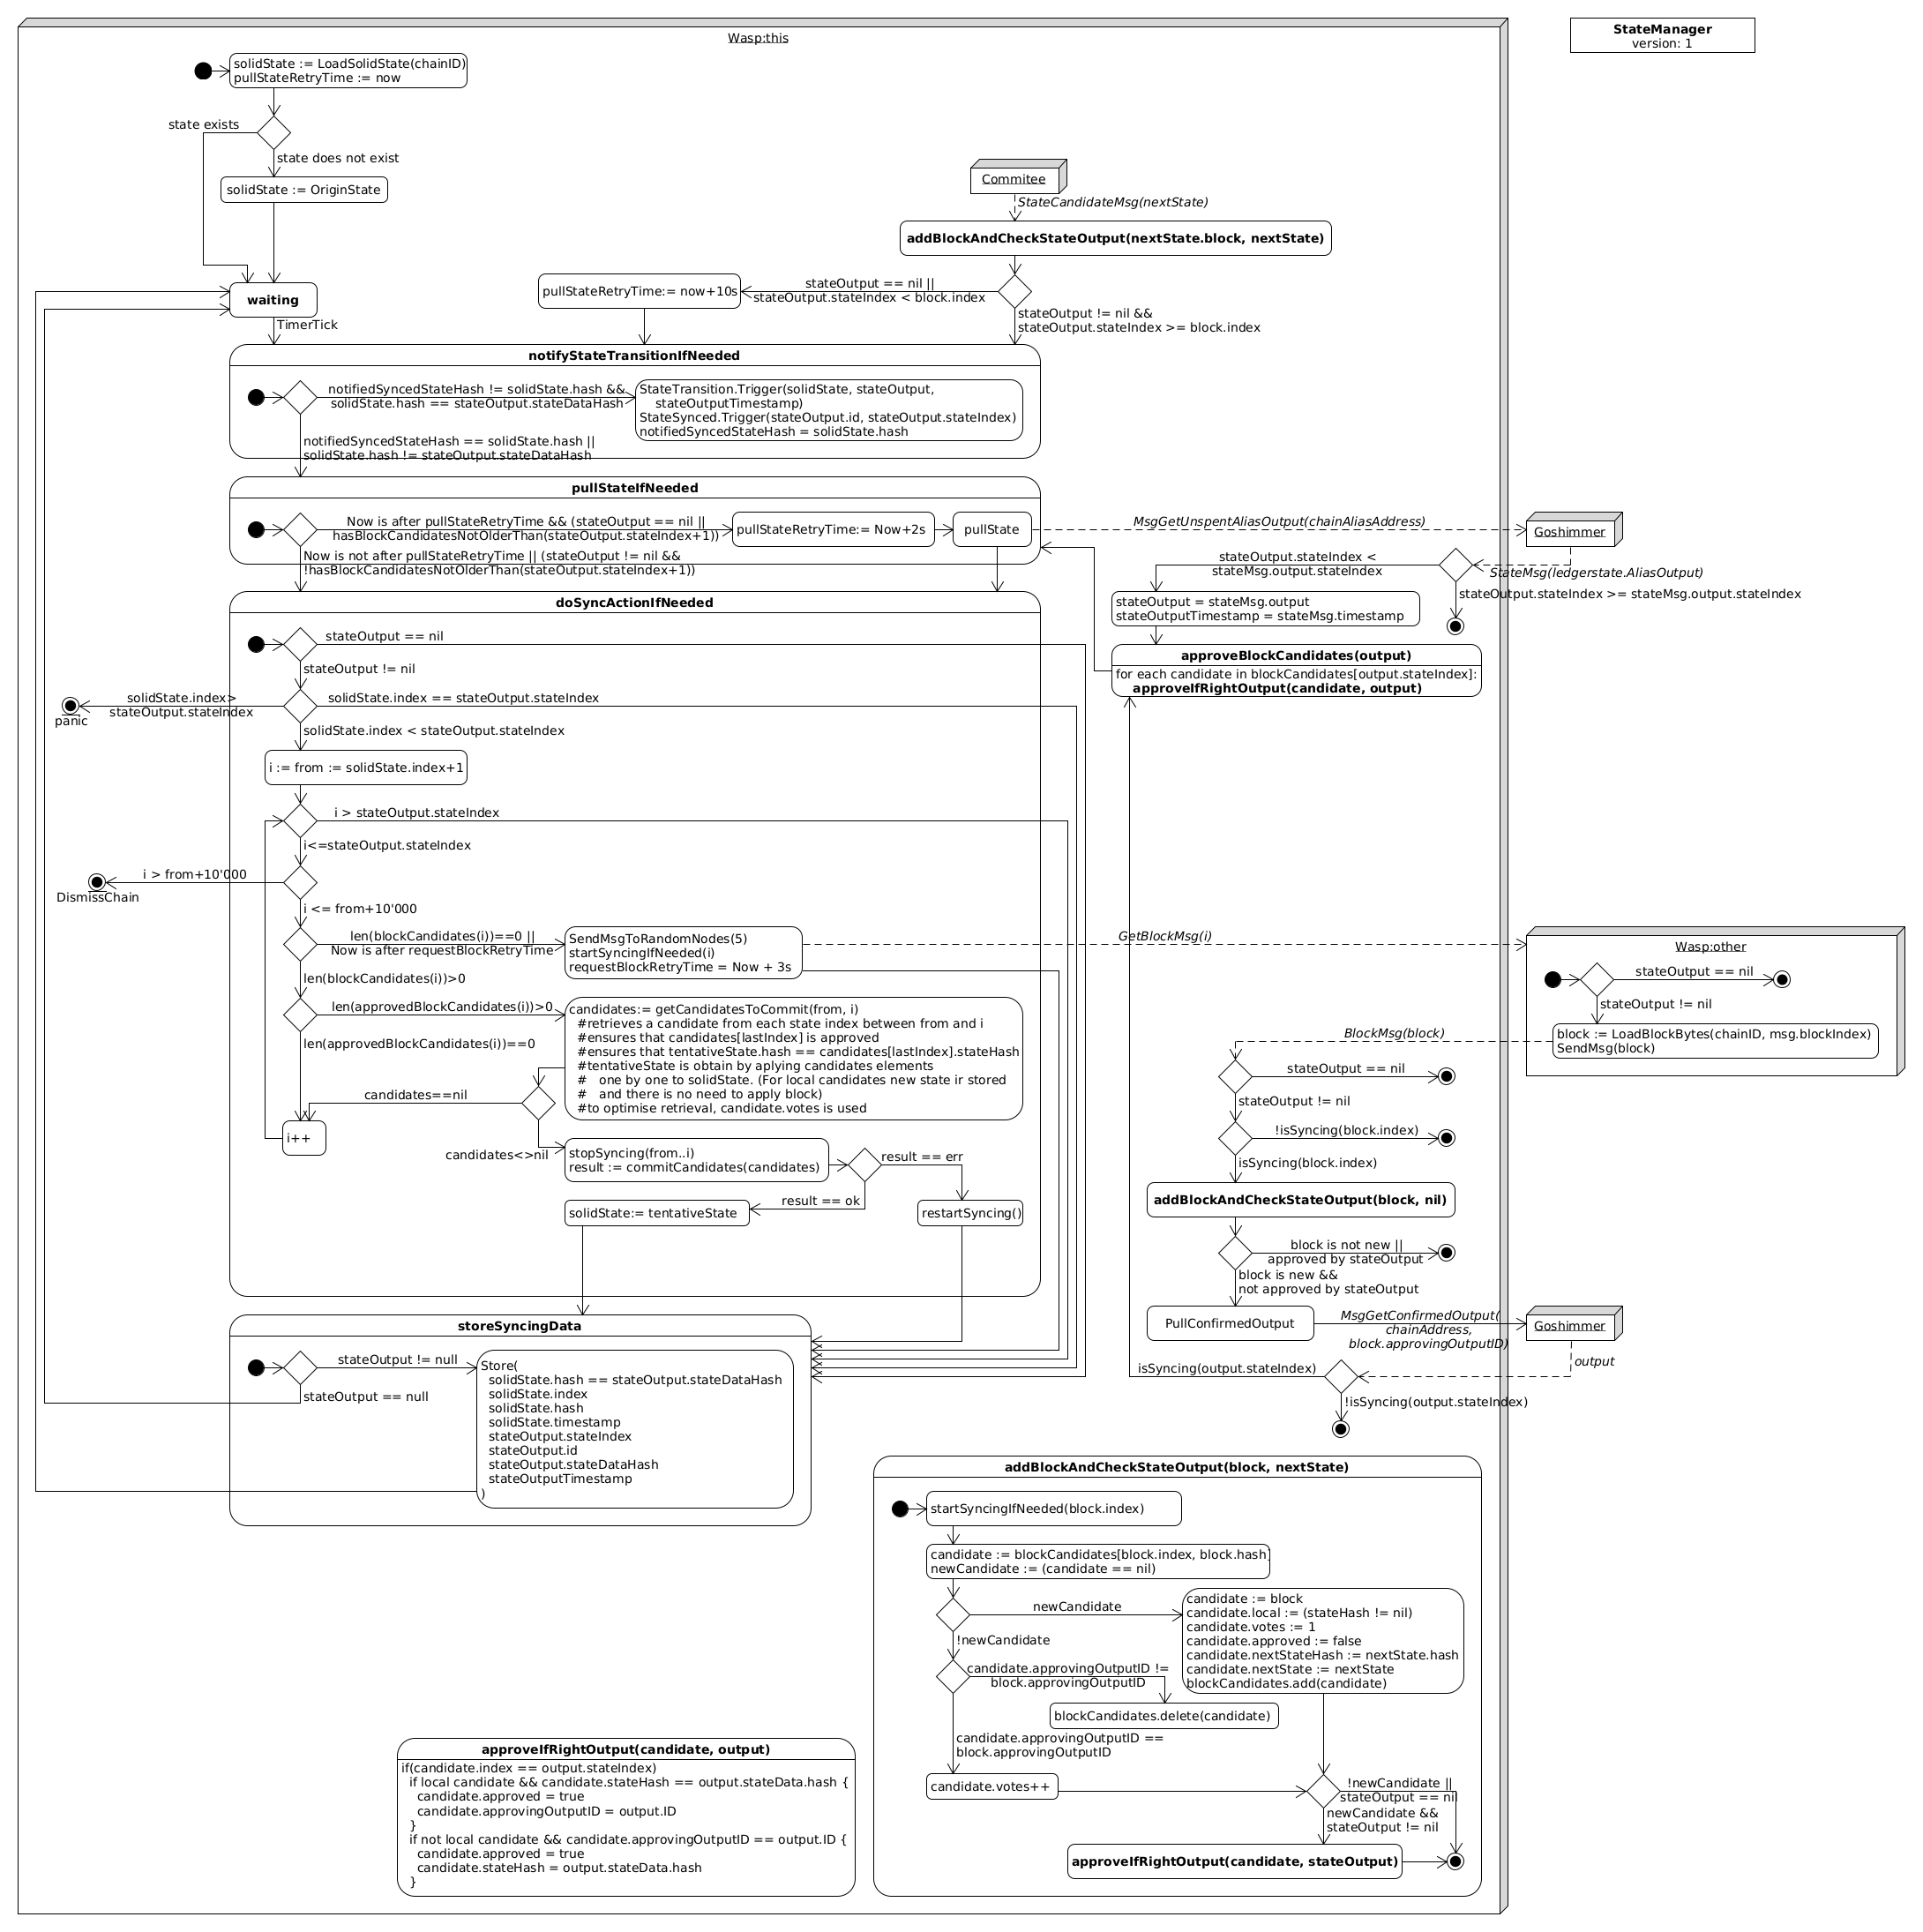 Wasp:this
StateManager
version: 1
solidState := LoadSolidState(chainID)
pullStateRetryTime := now
state exists
state does not exist
solidState := OriginState
waiting
TimerTick
Commitee
StateCandidateMsg(nextState)
addBlockAndCheckStateOutput(nextState.block, nextState)
stateOutput == nil ||
stateOutput.stateIndex < block.index
pullStateRetryTime:= now+10s
stateOutput != nil &&
stateOutput.stateIndex >= block.index
notifyStateTransitionIfNeeded
notifiedSyncedStateHash != solidState.hash &&
solidState.hash == stateOutput.stateDataHash
StateTransition.Trigger(solidState, stateOutput,
stateOutputTimestamp)
StateSynced.Trigger(stateOutput.id, stateOutput.stateIndex)
notifiedSyncedStateHash = solidState.hash
notifiedSyncedStateHash == solidState.hash ||
solidState.hash != stateOutput.stateDataHash
pullStateIfNeeded
Now is after pullStateRetryTime && (stateOutput == nil ||
hasBlockCandidatesNotOlderThan(stateOutput.stateIndex+1))
pullStateRetryTime:= Now+2s
pullState
MsgGetUnspentAliasOutput(chainAliasAddress)
Goshimmer
Now is not after pullStateRetryTime || (stateOutput != nil &&
!hasBlockCandidatesNotOlderThan(stateOutput.stateIndex+1))
StateMsg(ledgerstate.AliasOutput)
stateOutput.stateIndex <
stateMsg.output.stateIndex
stateOutput.stateIndex >= stateMsg.output.stateIndex
stateOutput = stateMsg.output
stateOutputTimestamp = stateMsg.timestamp
approveBlockCandidates(output)
for each candidate in blockCandidates[output.stateIndex]:
approveIfRightOutput(candidate, output)
doSyncActionIfNeeded
stateOutput == nil
stateOutput != nil
solidState.index>
stateOutput.stateIndex
panic
solidState.index == stateOutput.stateIndex
solidState.index < stateOutput.stateIndex
i := from := solidState.index+1
i > stateOutput.stateIndex
i<=stateOutput.stateIndex
i > from+10'000
DismissChain
i <= from+10'000
len(blockCandidates(i))==0 ||
Now is after requestBlockRetryTime
SendMsgToRandomNodes(5)
startSyncingIfNeeded(i)
requestBlockRetryTime = Now + 3s
GetBlockMsg(i)
len(blockCandidates(i))>0
len(approvedBlockCandidates(i))>0
len(approvedBlockCandidates(i))==0
candidates:= getCandidatesToCommit(from, i)
#retrieves a candidate from each state index between from and i
#ensures that candidates[lastIndex] is approved
#ensures that tentativeState.hash == candidates[lastIndex].stateHash
#tentativeState is obtain by aplying candidates elements
#   one by one to solidState. (For local candidates new state ir stored
#   and there is no need to apply block)
#to optimise retrieval, candidate.votes is used
candidates==nil
i++
candidates<>nil
stopSyncing(from..i)
result := commitCandidates(candidates)
result == err
result == ok
solidState:= tentativeState
restartSyncing()
Wasp:other
stateOutput == nil
stateOutput != nil
block := LoadBlockBytes(chainID, msg.blockIndex)
SendMsg(block)
BlockMsg(block)
stateOutput == nil
stateOutput != nil
!isSyncing(block.index)
isSyncing(block.index)
addBlockAndCheckStateOutput(block, nil)
block is not new ||
approved by stateOutput
block is new &&
not approved by stateOutput
PullConfirmedOutput
MsgGetConfirmedOutput(
chainAddress,
block.approvingOutputID)
Goshimmer
output
isSyncing(output.stateIndex)
!isSyncing(output.stateIndex)
storeSyncingData
stateOutput != null
stateOutput == null
Store(
solidState.hash == stateOutput.stateDataHash
solidState.index
solidState.hash
solidState.timestamp
stateOutput.stateIndex
stateOutput.id
stateOutput.stateDataHash
stateOutputTimestamp
)
addBlockAndCheckStateOutput(block, nextState)
startSyncingIfNeeded(block.index)
candidate := blockCandidates[block.index, block.hash]
newCandidate := (candidate == nil)
newCandidate
!newCandidate
candidate := block
candidate.local := (stateHash != nil)
candidate.votes := 1
candidate.approved := false
candidate.nextStateHash := nextState.hash
candidate.nextState := nextState
blockCandidates.add(candidate)
candidate.approvingOutputID !=
block.approvingOutputID
blockCandidates.delete(candidate)
candidate.approvingOutputID ==
block.approvingOutputID
candidate.votes++
!newCandidate ||
stateOutput == nil
newCandidate &&
stateOutput != nil
approveIfRightOutput(candidate, stateOutput)
approveIfRightOutput(candidate, output)
if(candidate.index == output.stateIndex)
if local candidate && candidate.stateHash == output.stateData.hash {
candidate.approved = true
candidate.approvingOutputID = output.ID
}
if not local candidate && candidate.approvingOutputID == output.ID {
candidate.approved = true
candidate.stateHash = output.stateData.hash
}